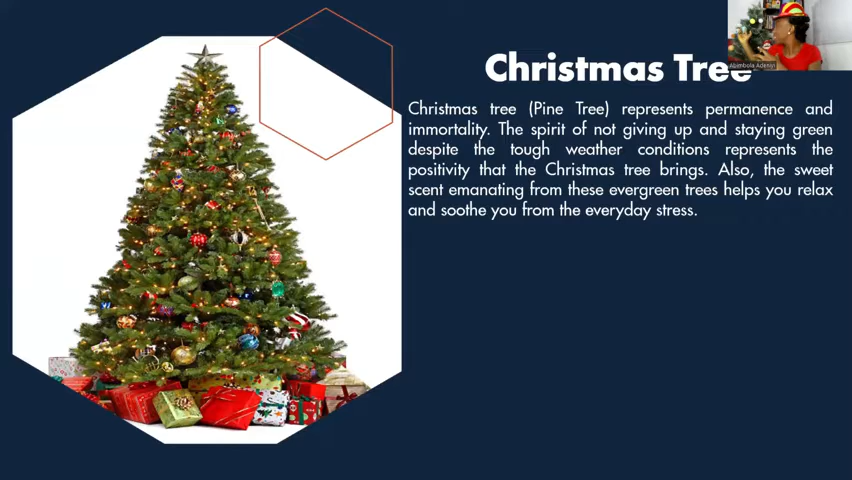 Christmas Tree
Christmas tree (Pine Tree) represents permanence and
immortality. The spirit of not giving up and staying green
despite the tough weather conditions represents the
positivity that the Christmas tree brings. Also, the sweet
scent emanating from these evergreen trees helps you relax
and soothe you from the everyday stress.
Abimbola Adeniyi